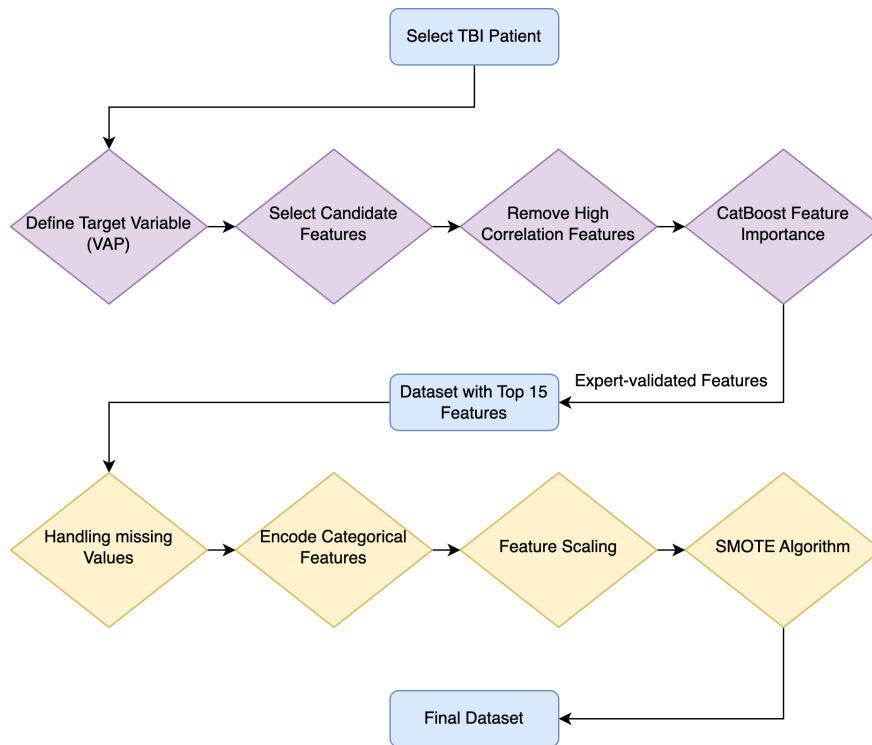 Select TBI Patient
Define Target Variable
(VAP)
Select Candidate
Features
Remove High
Correlation Features
CatBoost Feature
Importance
Expert-validated Features
Dataset with Top 15
Features
Handling missing
Values
Encode Categorical
Features
Feature Scaling
SMOTE Algorithm
Final Dataset